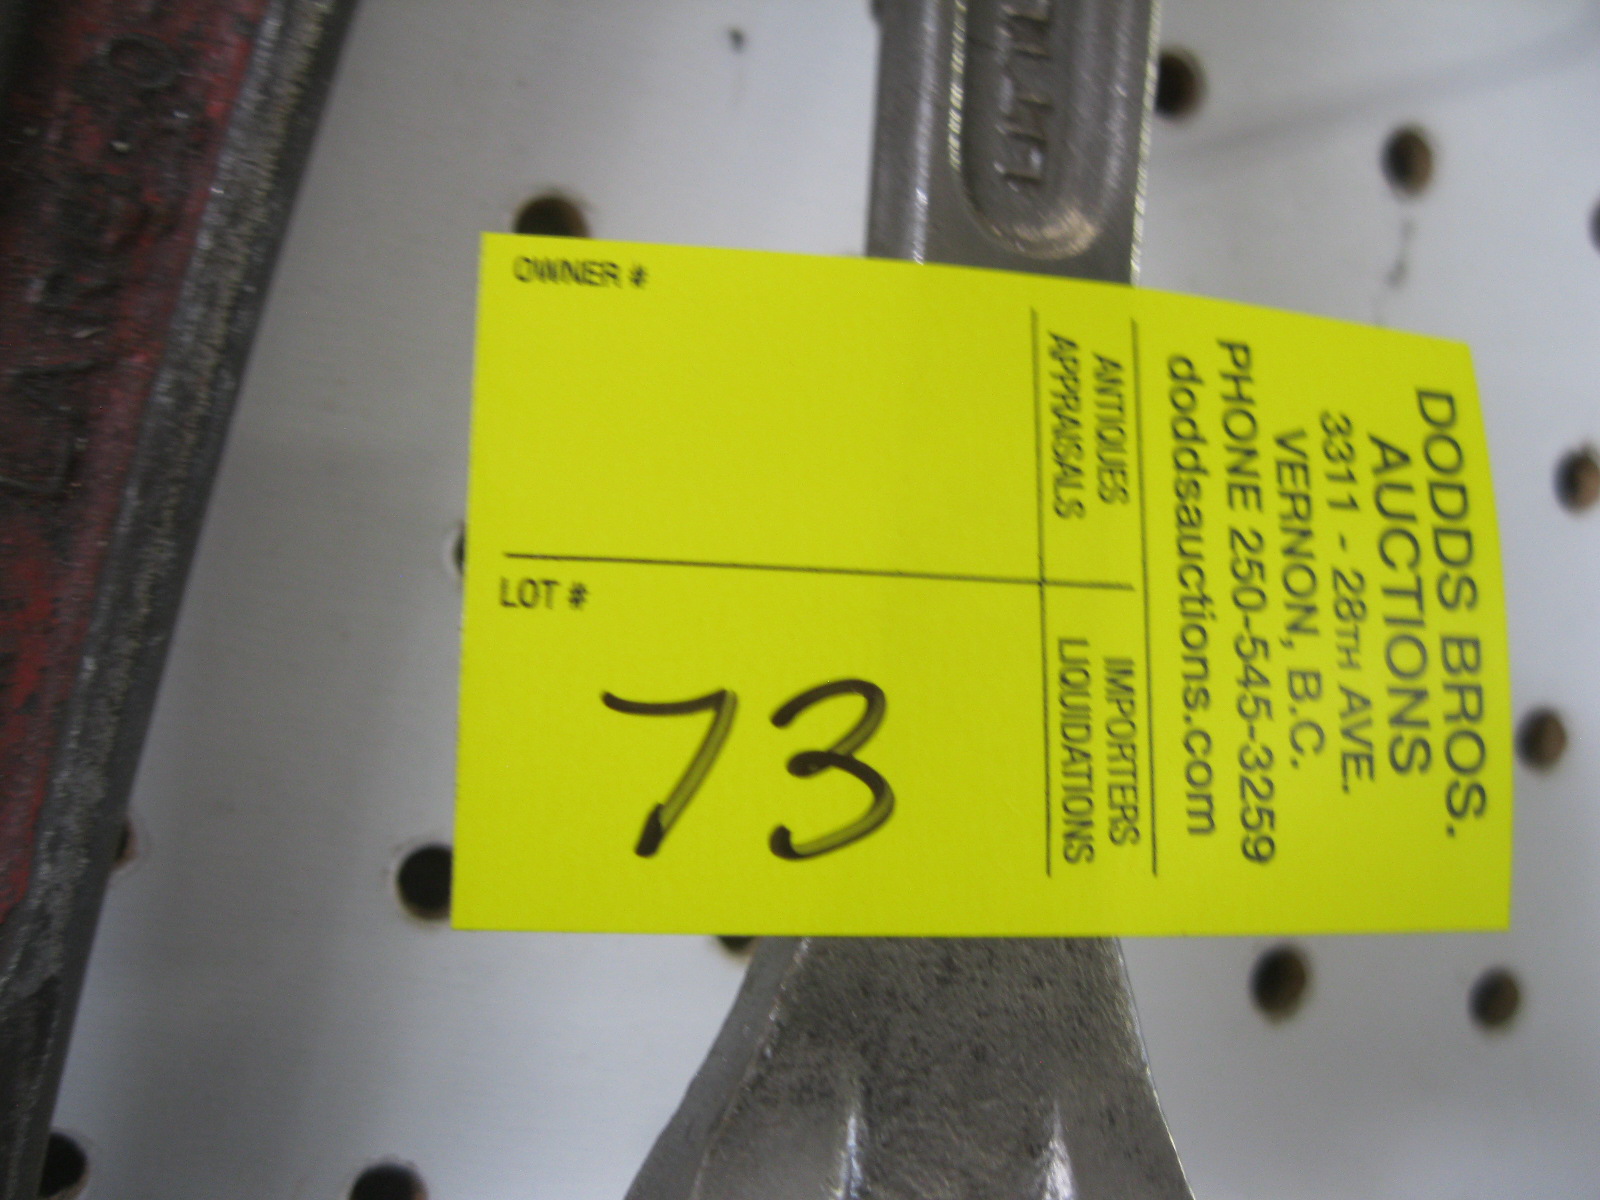 DODDS BROS.
AUCTIONS
3311 - 28TH AVE.
VERNON, B.C.
PHONE 250-545-3259
doddsauctions.com
ANTIQUES
APPRAISALS
IMPORTERS
LIQUIDATIONS
OWNER #
LOT #
73